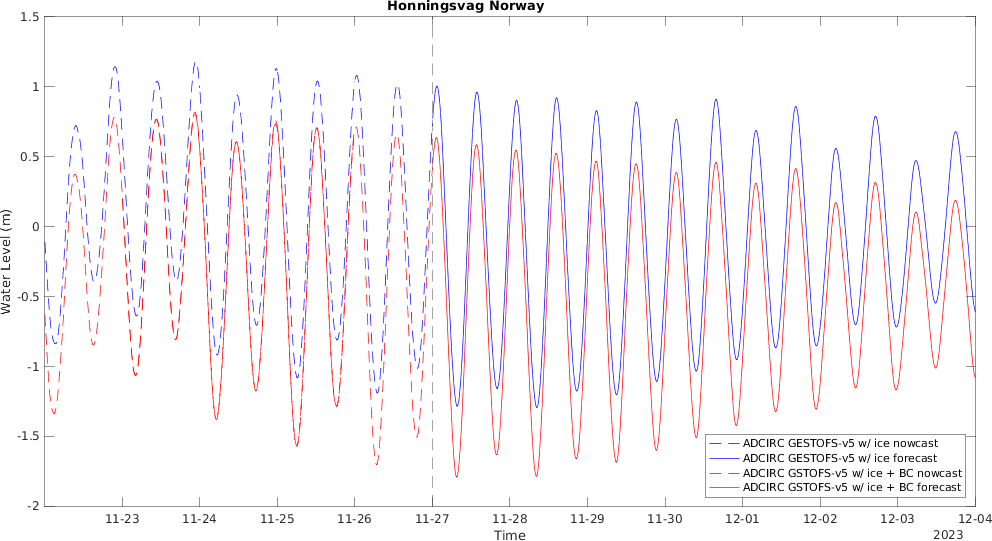 Honningsvag Norway
1.5
1
0.5
0
-0.5
-1
-1.5
-2
Water Level (m)
ADCIRC GESTOFS-v5 w/ ice nowcast
ADCIRC GESTOFS-v5 w/ ice forecast
ADCIRC GSTOFS-v5 w/ ice + BC nowcast
ADCIRC GSTOFS-v5 w/ ice + BC forecast
11-23 11-24 11-25 11-26 11-27 11-28 11-29 11-30 12-01 12-02 12-03 12-04
Time
2023